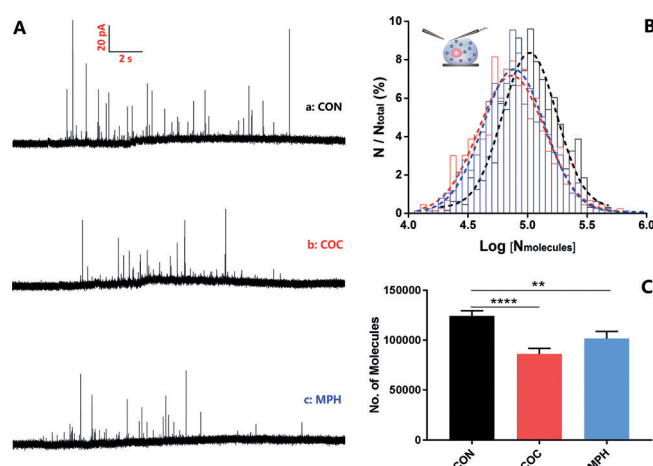 A
20 pA
2 s
a: CON
b: COC
c: MPH
B
N / Ntotal (%)
10
8
6
4
2
0
4.0 4.5 5.0 5.5 6.0
Log [Nmolecules]
C
No. of Molecules
150000
100000
50000
0
****
**
CON COC MPH